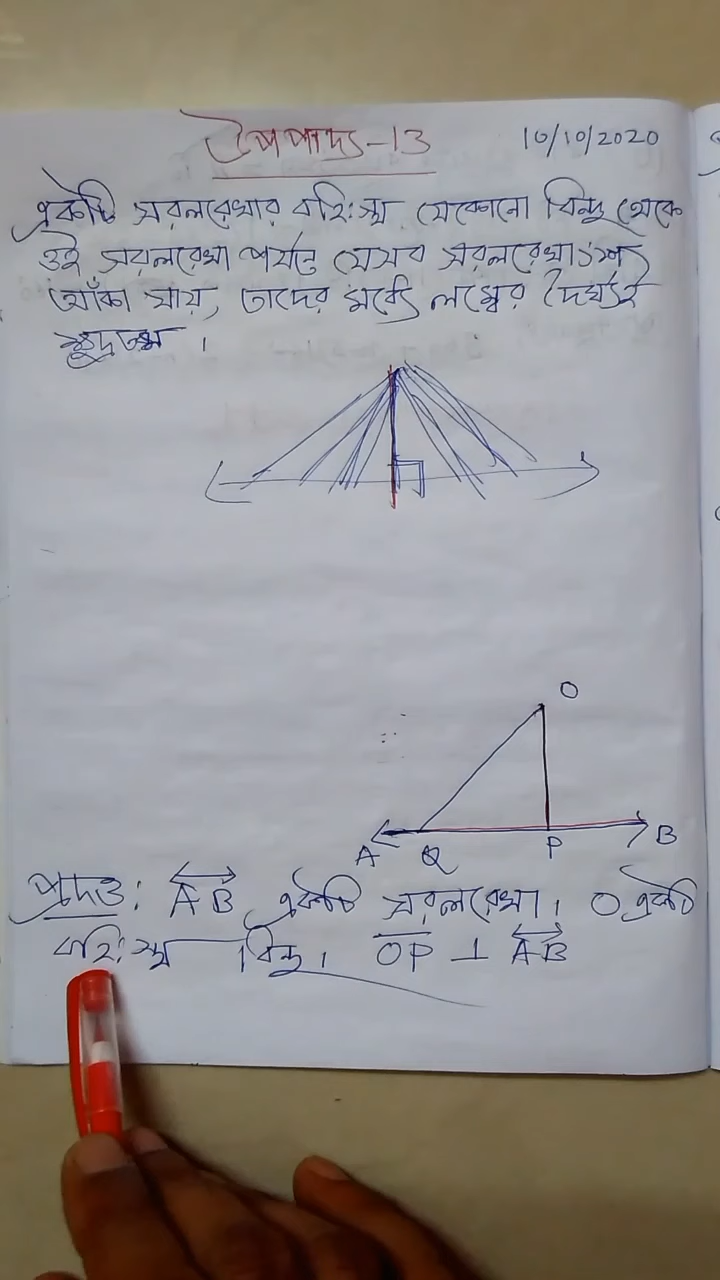 উপপাদ্য-13
10/10/2020
একটি সরলরেখার বহিঃস্থ যেকোনো বিন্দু থেকে
ওই সরলরেখা পর্যন্ত যেসব সরলরেখাংশ
আঁকা যায়, তাদের মধ্যে লম্বের দৈর্ঘ্যই
ক্ষুদ্রতম ।
O
A Q P B
প্রদত্ত : AB একটি সরলরেখা। O একটি
বহিঃস্থ বিন্দু। OP ⊥ AB